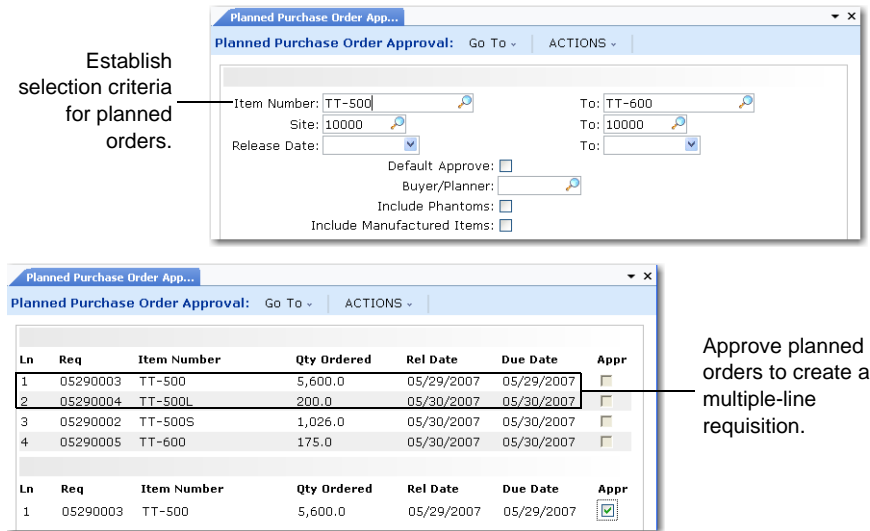 Planned Purchase Order App...
Planned Purchase Order Approval: Go To ACTIONS
Establish
selection criteria
for planned
orders.
Item Number: TT-500 To: TT-600
Site: 10000 To: 10000
Release Date: To:
Default Approve:
Buyer/Planner:
Include Phantoms:
Include Manufactured Items:
Planned Purchase Order App...
Planned Purchase Order Approval: Go To ACTIONS
Ln Req Item Number Qty Ordered Rel Date Due Date Appr
1 05290003 TT-500 5,600.0 05/29/2007 05/29/2007
2 05290004 TT-500L 200.0 05/30/2007 05/30/2007
3 05290002 TT-500S 1,026.0 05/30/2007 05/30/2007
4 05290005 TT-600 175.0 05/30/2007 05/30/2007
Ln Req Item Number Qty Ordered Rel Date Due Date Appr
1 05290003 TT-500 5,600.0 05/29/2007 05/29/2007
Approve planned
orders to create a
multiple-line
requisition.